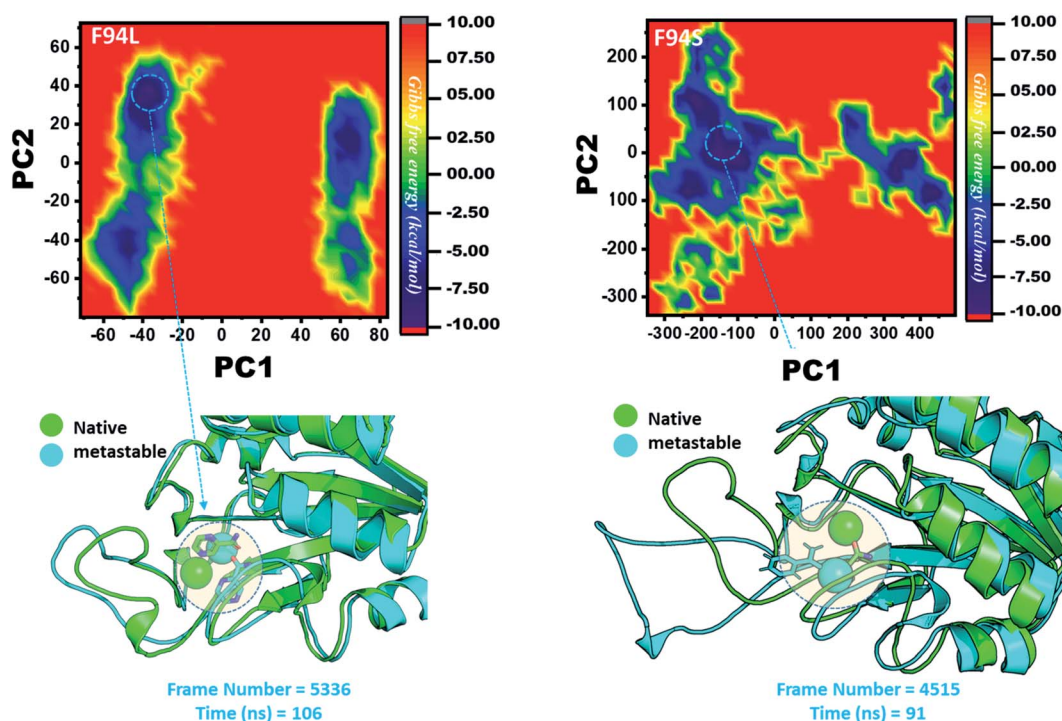 F94L
PC2
60
40
20
0
-20
-40
-60
-60 -40 -20 0 20 40 60 80
PC1
10.00
07.50
05.00
02.50
00.00
-2.50
-5.00
-7.50
-10.00
Gibbs free energy (kcal/mol)
F94S
PC2
200
100
0
100
-200
-300
-300 -200 -100 0 100 200 300 400
PC1
10.00
07.50
05.00
02.50
00.00
-2.50
-5.00
-7.50
-10.00
Gibbs free energy (kcal/mol)
Native
metastable
Frame Number = 5336
Time (ns) = 106
Native
metastable
Frame Number = 4515
Time (ns) = 91